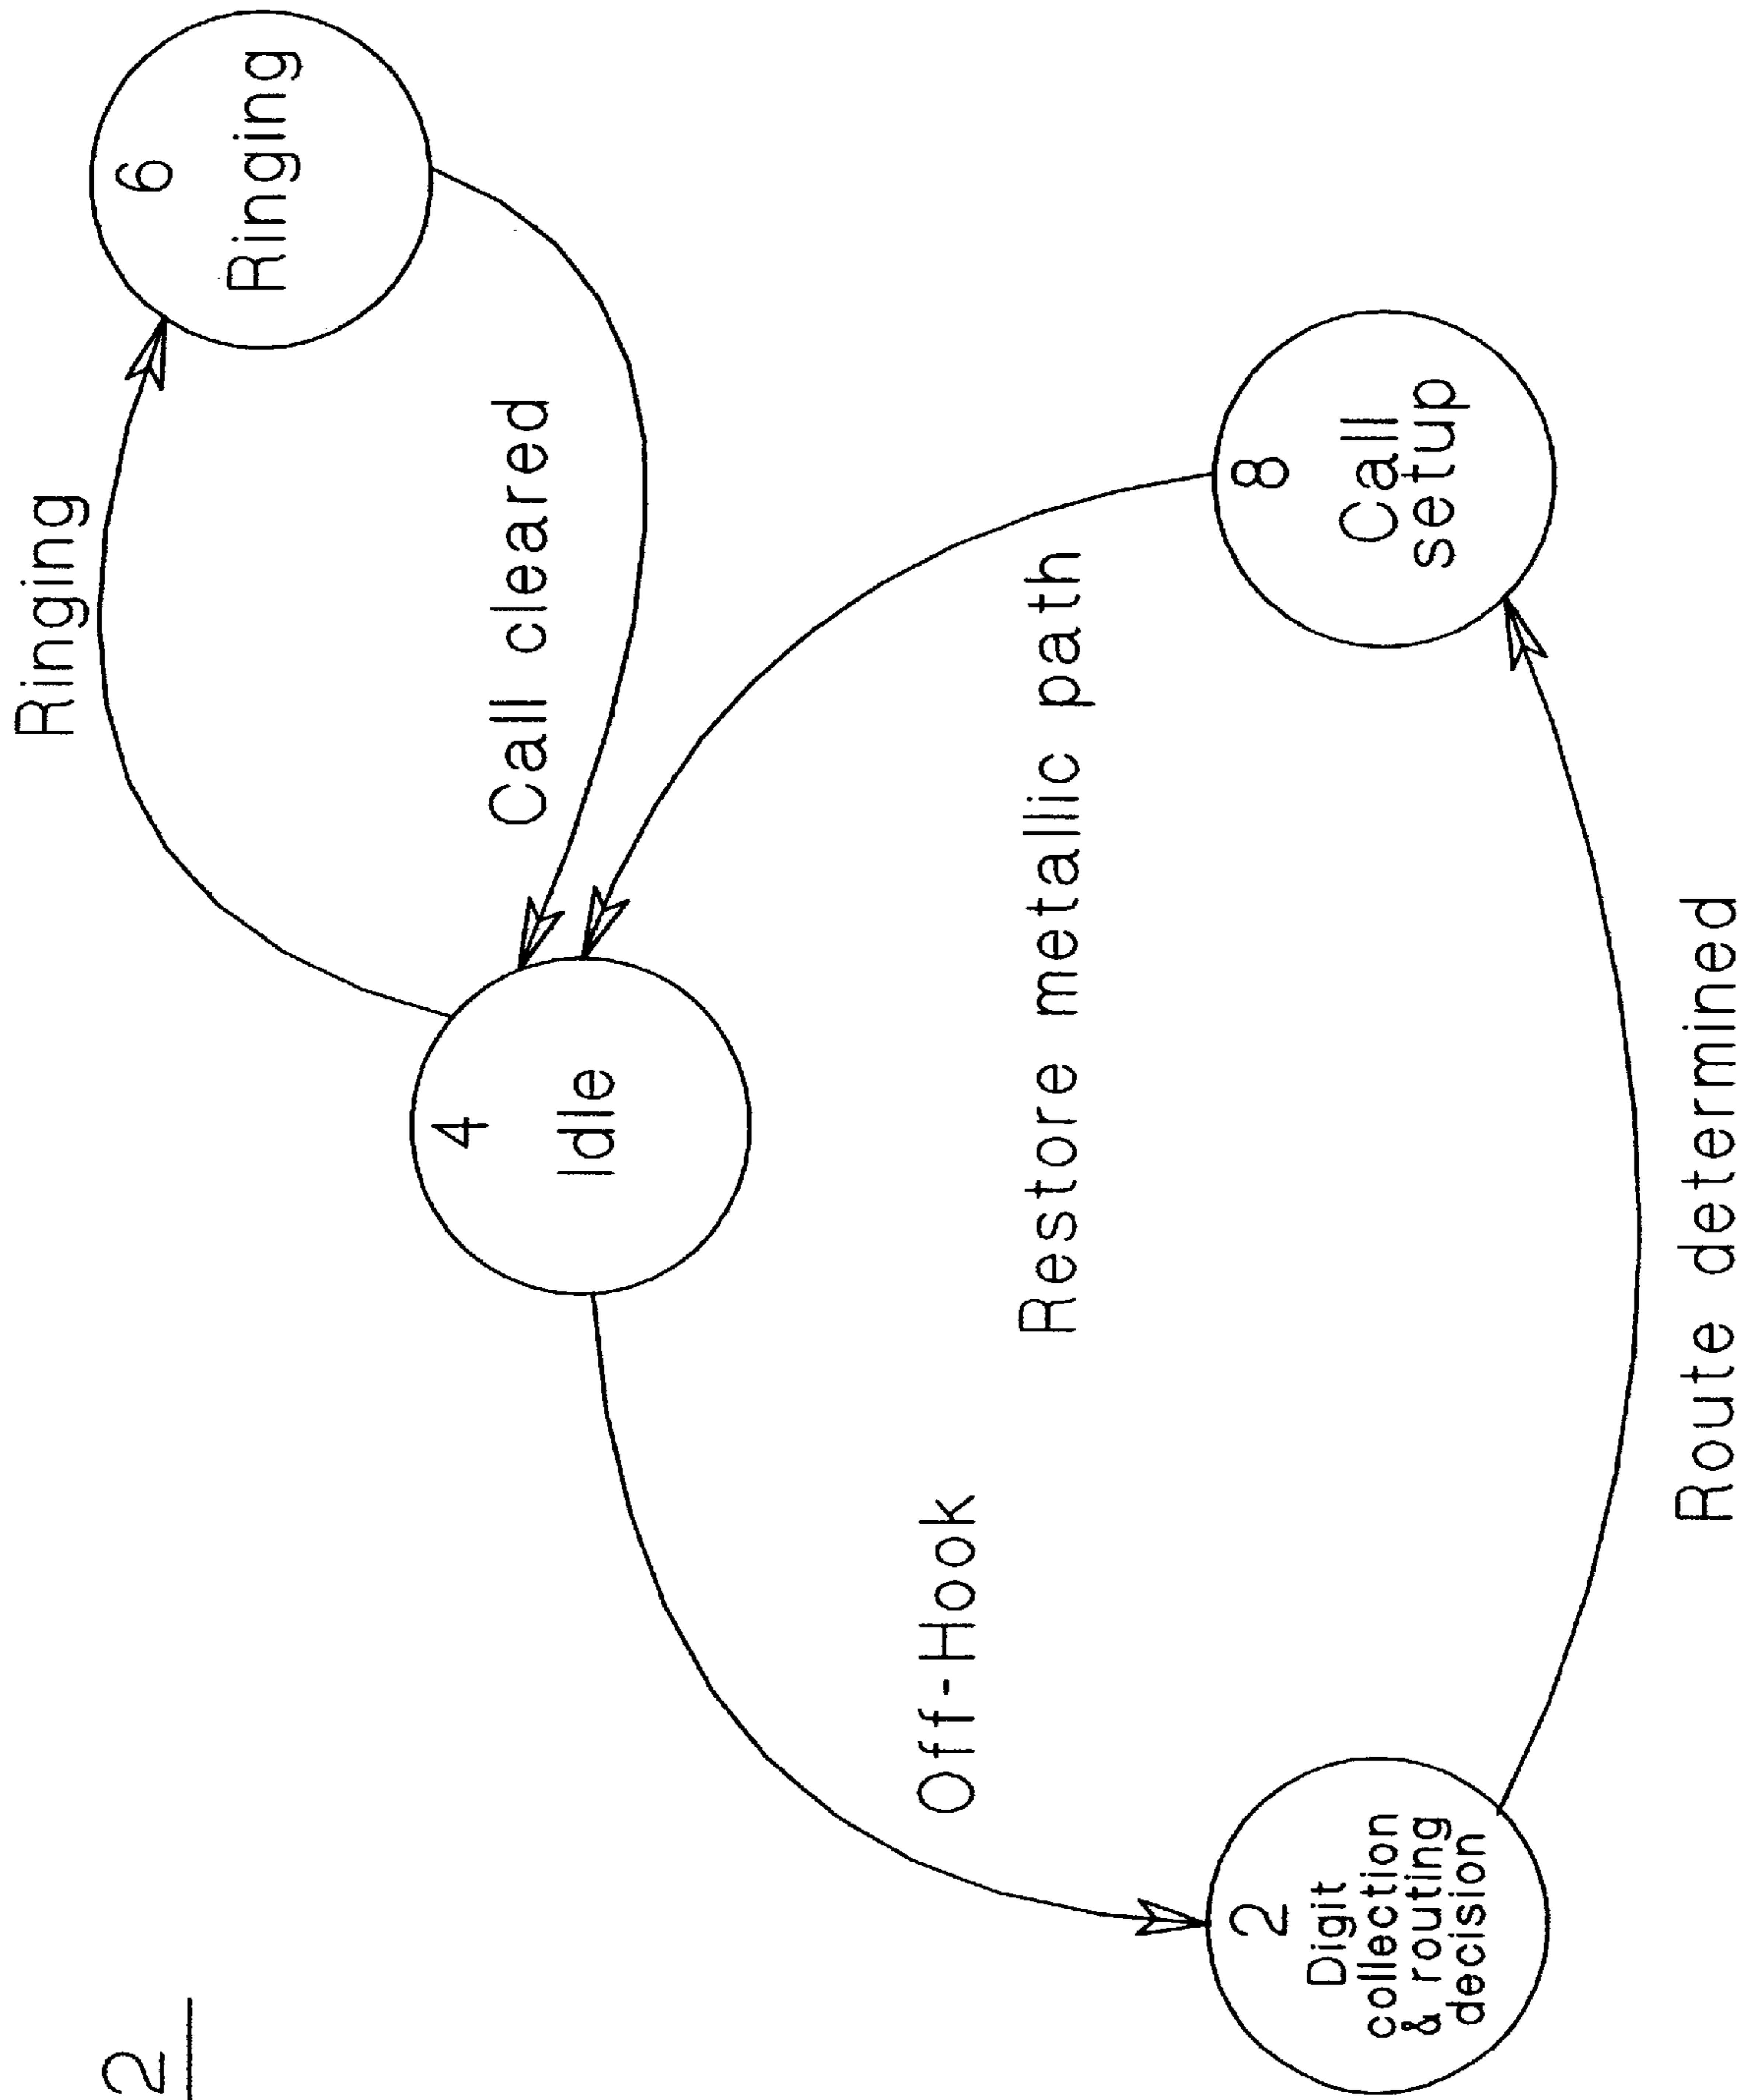 2
Ringing
6
Ringing
Call cleared
4
Idle
Restore metallic path
Off-Hook
8
Call
setup
2
Digit
collection
& routing
decision
Route determined